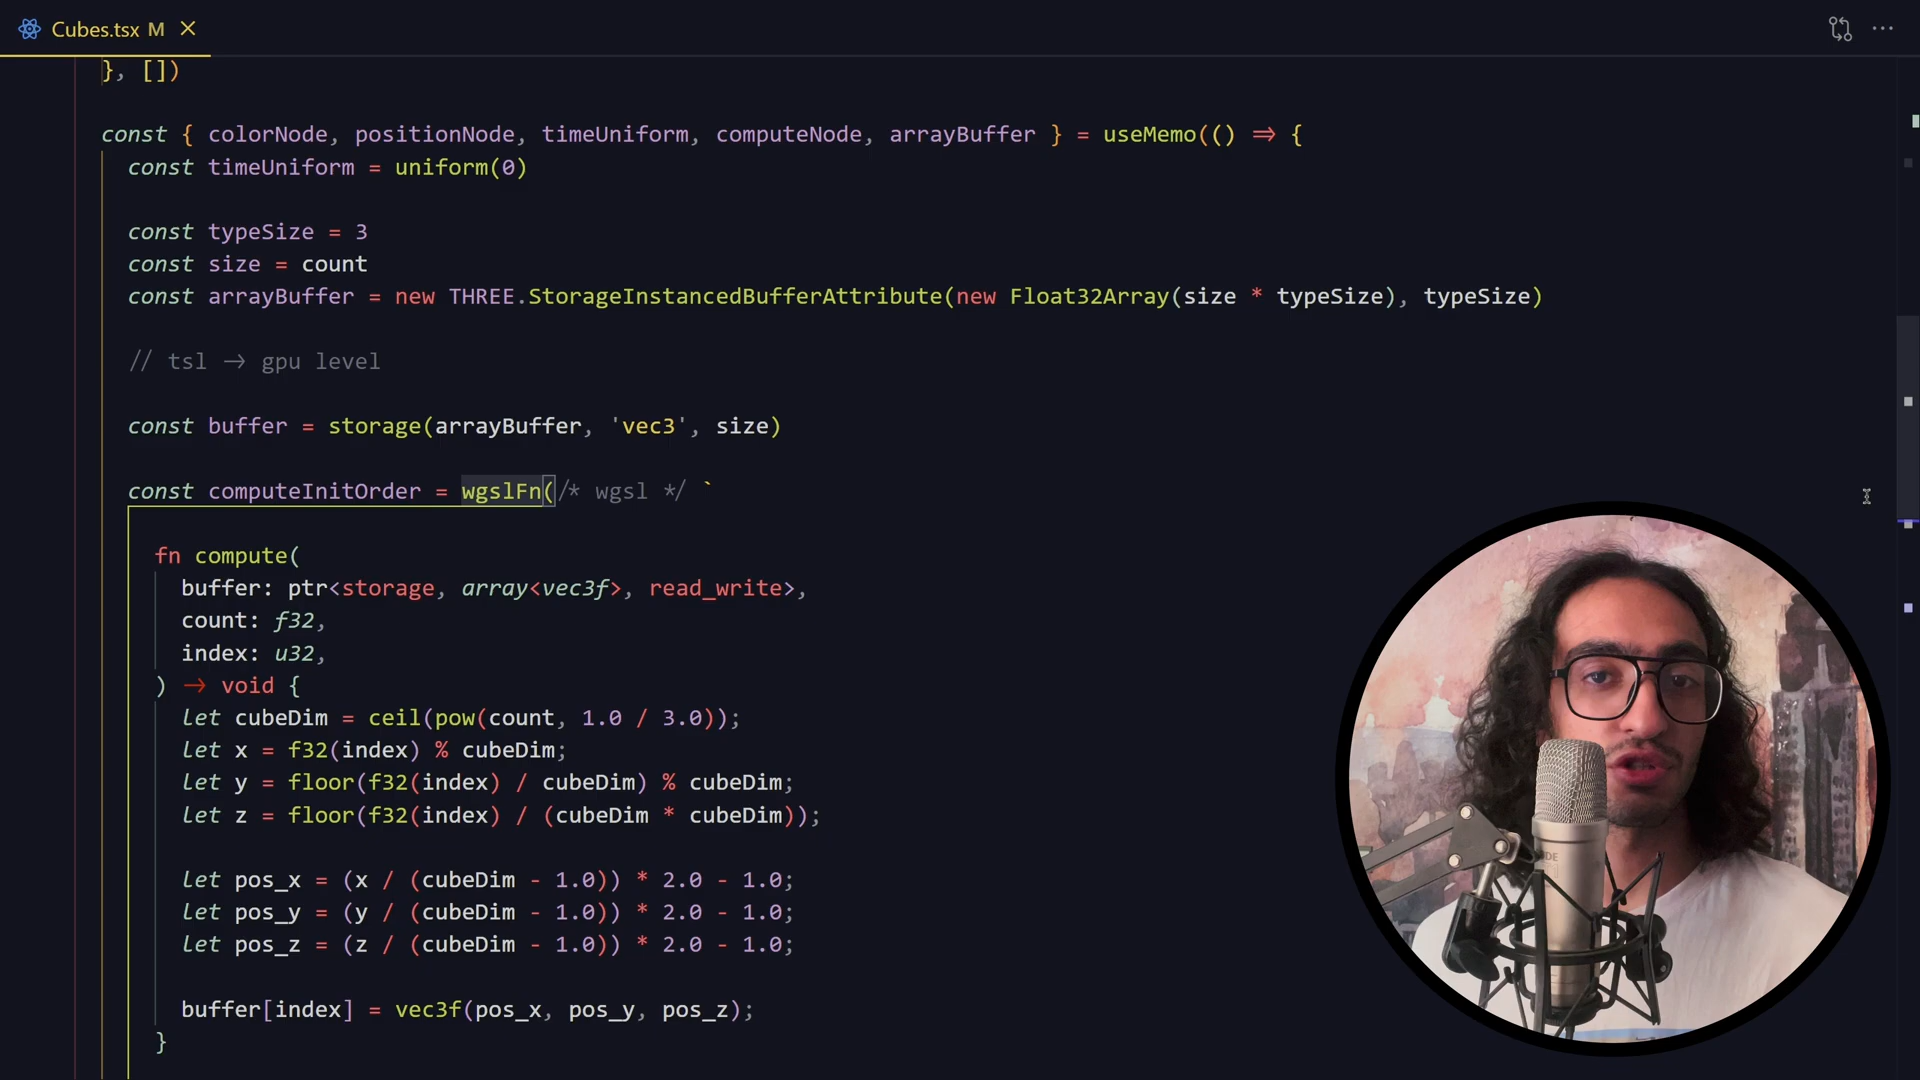 Cubes.tsx M
}, [])
const { colorNode, positionNode, timeUniform, computeNode, arrayBuffer } = useMemo(() => {
const timeUniform = uniform(0)
const typeSize = 3
const size = count
const arrayBuffer = new THREE.StorageInstancedBufferAttribute(new Float32Array(size * typeSize), typeSize)
// tsl -> gpu level
const buffer = storage(arrayBuffer, 'vec3', size)
const computeInitOrder = wgslFn(/* wgsl */ `
fn compute(
buffer: ptr<storage, array<vec3f>, read_write>,
count: f32,
index: u32,
) -> void {
let cubeDim = ceil(pow(count, 1.0 / 3.0));
let x = f32(index) % cubeDim;
let y = floor(f32(index) / cubeDim) % cubeDim;
let z = floor(f32(index) / (cubeDim * cubeDim));
let pos_x = (x / (cubeDim - 1.0)) * 2.0 - 1.0;
let pos_y = (y / (cubeDim - 1.0)) * 2.0 - 1.0;
let pos_z = (z / (cubeDim - 1.0)) * 2.0 - 1.0;
buffer[index] = vec3f(pos_x, pos_y, pos_z);
}